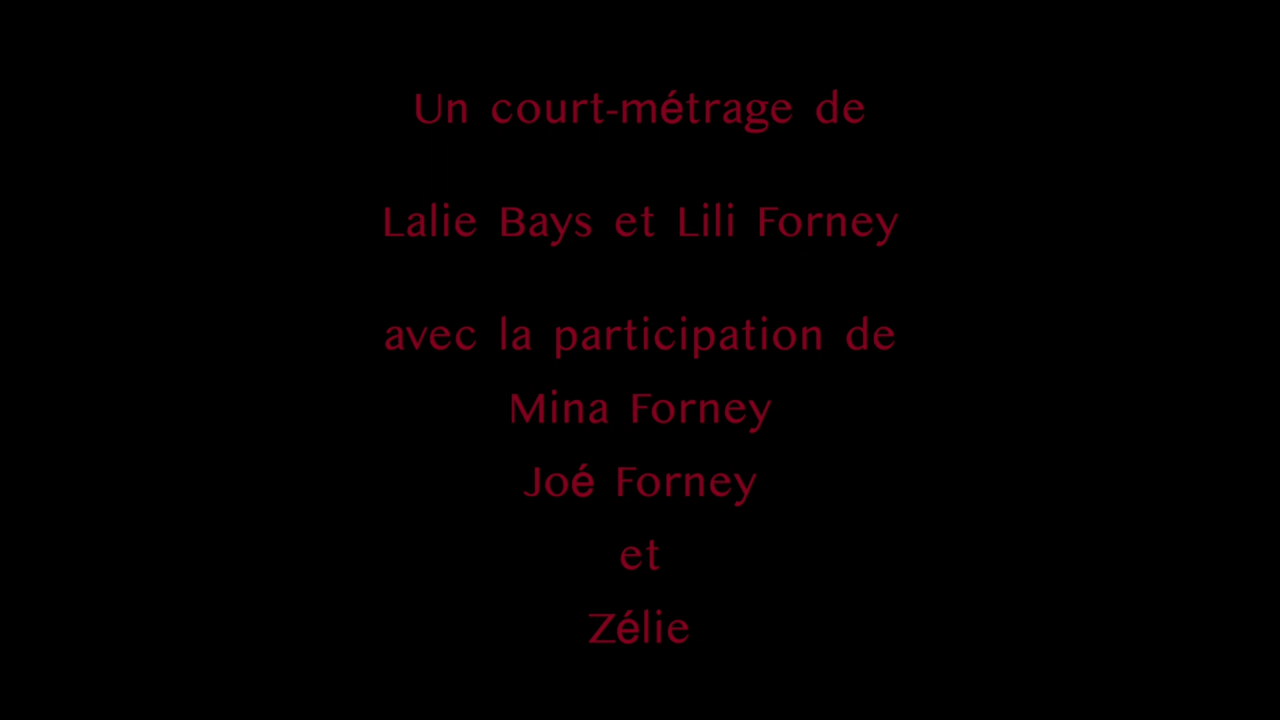 Un court-métrage de
Lalie Bays et Lili Forney
avec la participation de
Mina Forney
Joé Forney
et
Zélie